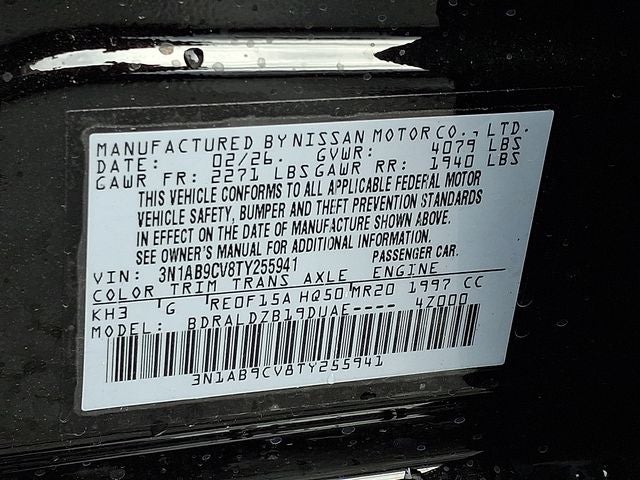 MANUFACTURED BY NISSAN MOTOR CO., LTD.
DATE: 02/26. GVWR: 4079 LBS
GAWR FR: 2271 LBS GAWR RR: 1940 LBS
THIS VEHICLE CONFORMS TO ALL APPLICABLE FEDERAL MOTOR
VEHICLE SAFETY, BUMPER AND THEFT PREVENTION STANDARDS
IN EFFECT ON THE DATE OF MANUFACTURE SHOWN ABOVE.
SEE OWNER'S MANUAL FOR ADDITIONAL INFORMATION.
VIN: 3N1AB9CV8TY255941 PASSENGER CAR.
COLOR TRIM TRANS AXLE ENGINE
KH3 G RE0F15A HQ50 MR20 1997 CC
MODEL: BDRALDZB19DUAE---- 4Z000
3N1AB9CV8TY255941